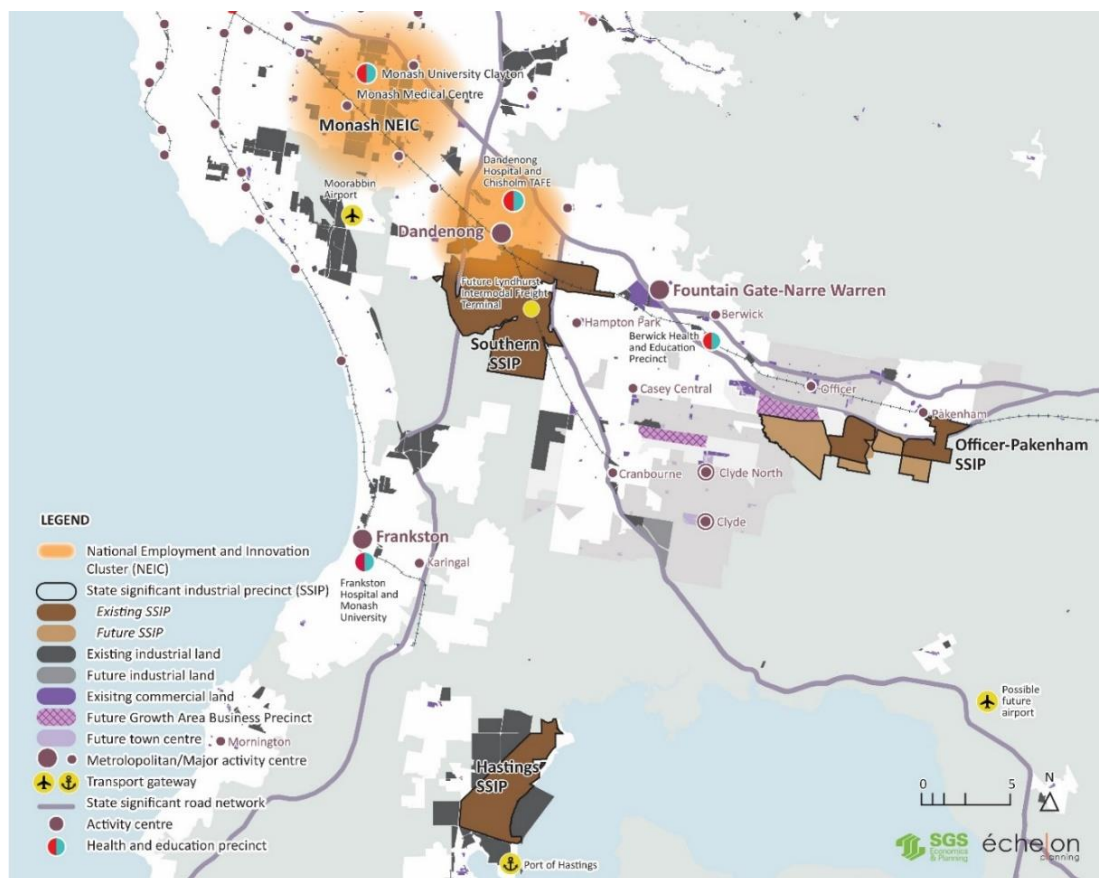 Monash University Clayton
Monash Medical Centre
Monash NEIC
Dandenong
Hospital and
Chisholm TAFE
Moorabbin
Airport
Dandenong
Future Lyndhurst
Intermodal Freight
Terminal
Fountain Gate-Narre Warren
Hampton Park
Berwick
Southern
SSIP
Berwick Health
and Education
Precinct
Casey Central
Officer
Pakenham
Officer-Pakenham
SSIP
Cranbourne
Clyde North
Clyde
Frankston
Karingal
Frankston
Hospital and
Monash
University
LEGEND
National Employment and Innovation
Cluster (NEIC)
State significant industrial precinct (SSIP)
Existing SSIP
Future SSIP
Existing industrial land
Future industrial land
Exisitng commercial land
Future Growth Area Business Precinct
Future town centre
Metrolopolitan/Major activity centre
Transport gateway
State significant road network
Activity centre
Health and education precinct
Mornington
Hastings
SSIP
Port of Hastings
Possible
future
airport
0 5
N
SGS
Economics
& Planning
échelon
planning